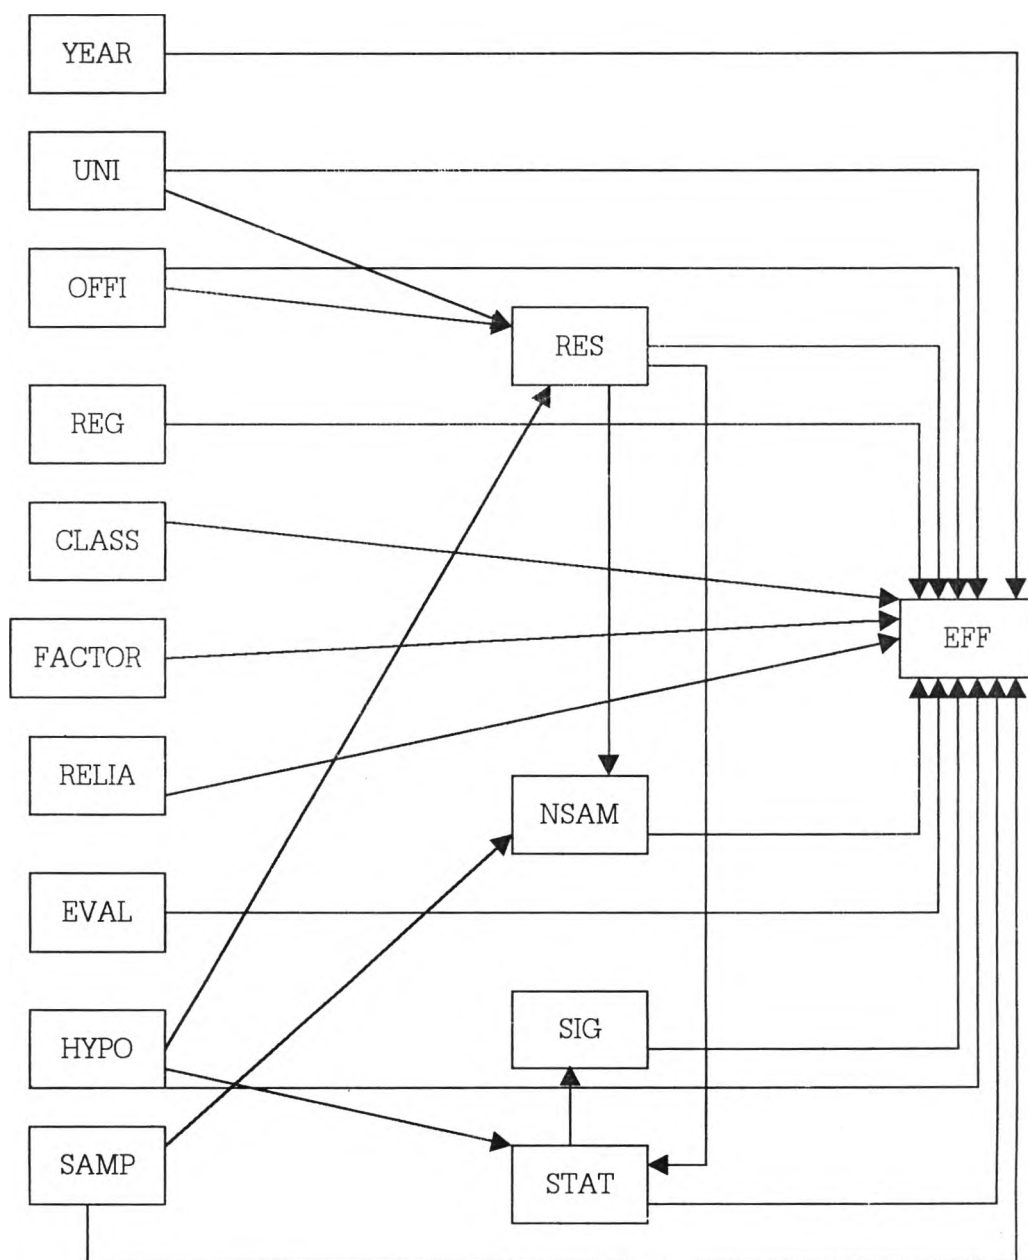 YEAR
UNI
OFFI
RES
REG
CLASS
EFF
FACTOR
RELIA
NSAM
EVAL
SIG
HYPO
SAMP
STAT